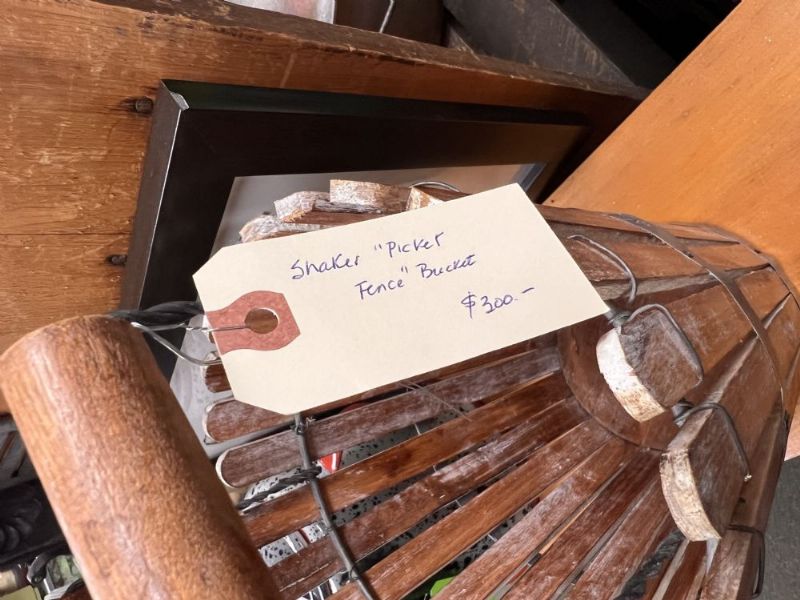 Shaker "Picket
Fence" Bucket
$300.-